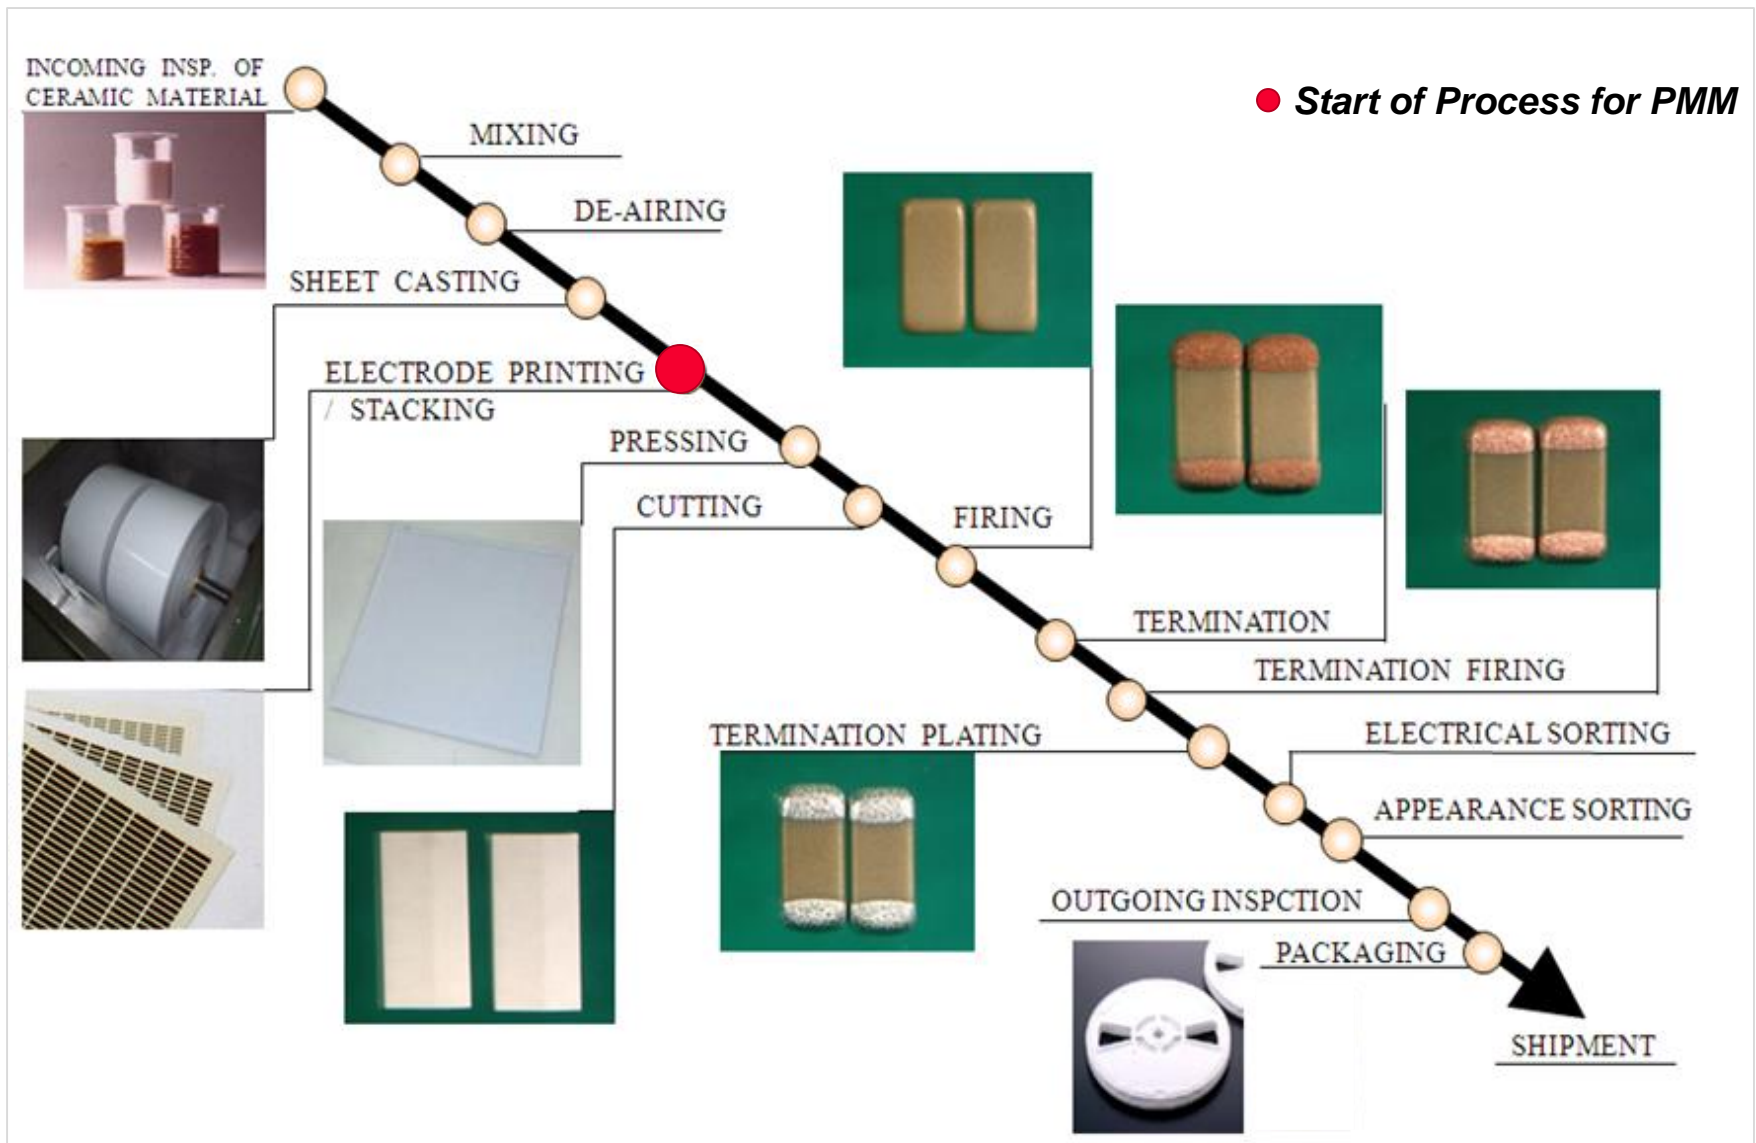 INCOMING INSP. OF
CERAMIC MATERIAL
Start of Process for PMM
MIXING
DE-AIRING
SHEET CASTING
ELECTRODE PRINTING
/ STACKING
PRESSING
CUTTING
FIRING
TERMINATION
TERMINATION FIRING
TERMINATION PLATING
ELECTRICAL SORTING
APPEARANCE SORTING
OUTGOING INSPCTION
PACKAGING
SHIPMENT